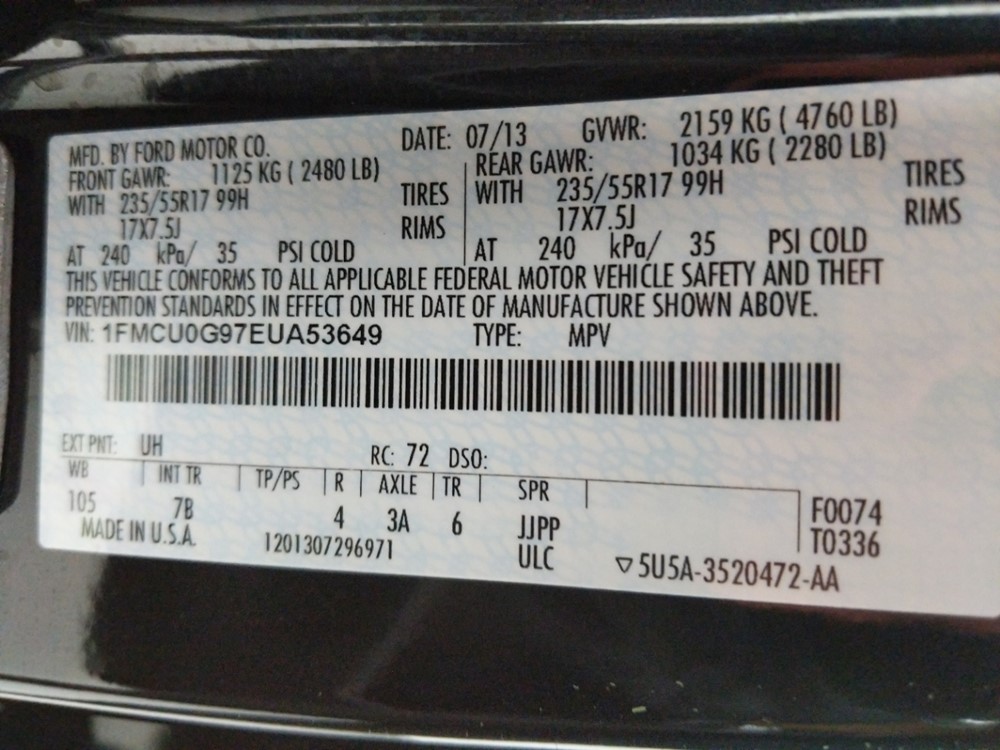 MFD. BY FORD MOTOR CO. DATE: 07/13 GVWR: 2159 KG ( 4760 LB)
FRONT GAWR: 1125 KG ( 2480 LB) REAR GAWR: 1034 KG ( 2280 LB)
WITH 235/55R17 99H TIRES WITH 235/55R17 99H TIRES
17X7.5J RIMS 17X7.5J RIMS
AT 240 kPa/ 35 PSI COLD AT 240 kPa/ 35 PSI COLD
THIS VEHICLE CONFORMS TO ALL APPLICABLE FEDERAL MOTOR VEHICLE SAFETY AND THEFT
PREVENTION STANDARDS IN EFFECT ON THE DATE OF MANUFACTURE SHOWN ABOVE.
VIN: 1FMCU0G97EUA53649 TYPE: MPV
EXT PNT: UH RC: 72 DSO:
WB INT TR TP/PS R AXLE TR SPR
105 7B 4 3A 6 JJPP F0074
MADE IN U.S.A. 1201307296971 ULC T0336
▽5U5A-3520472-AA